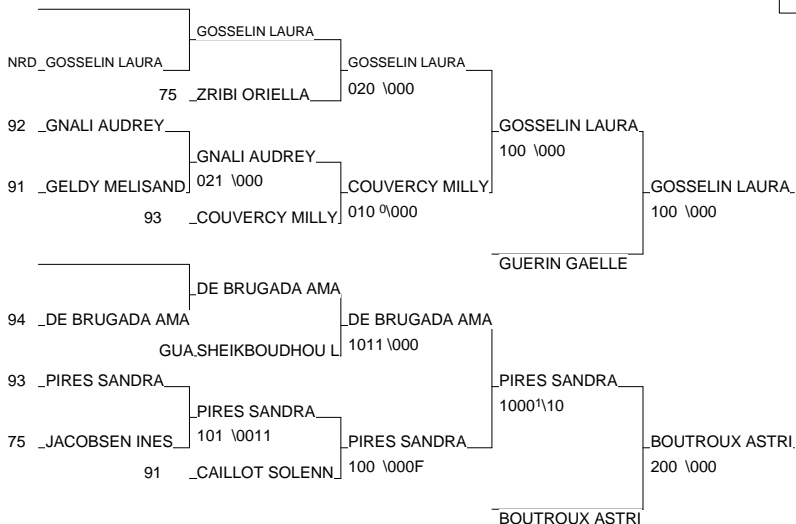 GOSSELIN LAURA
NRD GOSSELIN LAURA GOSSELIN LAURA
75 ZRIBI ORIELLA 020 \000
92 GNALI AUDREY GOSSELIN LAURA
GNALI AUDREY 100 \000
91 GELDY MELISAND 021 \000 COUVERCY MILLY GOSSELIN LAURA
93 COUVERCY MILLY 010 ⁰\000 100 \000
GUERIN GAELLE
DE BRUGADA AMA
94 DE BRUGADA AMA DE BRUGADA AMA
GUA SHEIKBOUDHOU L 1011 \000
93 PIRES SANDRA PIRES SANDRA
PIRES SANDRA 1000¹\10
75 JACOBSEN INES 101 \0011 PIRES SANDRA BOUTROUX ASTRI
91 CAILLOT SOLENN 100 \000F 200 \000
BOUTROUX ASTRI